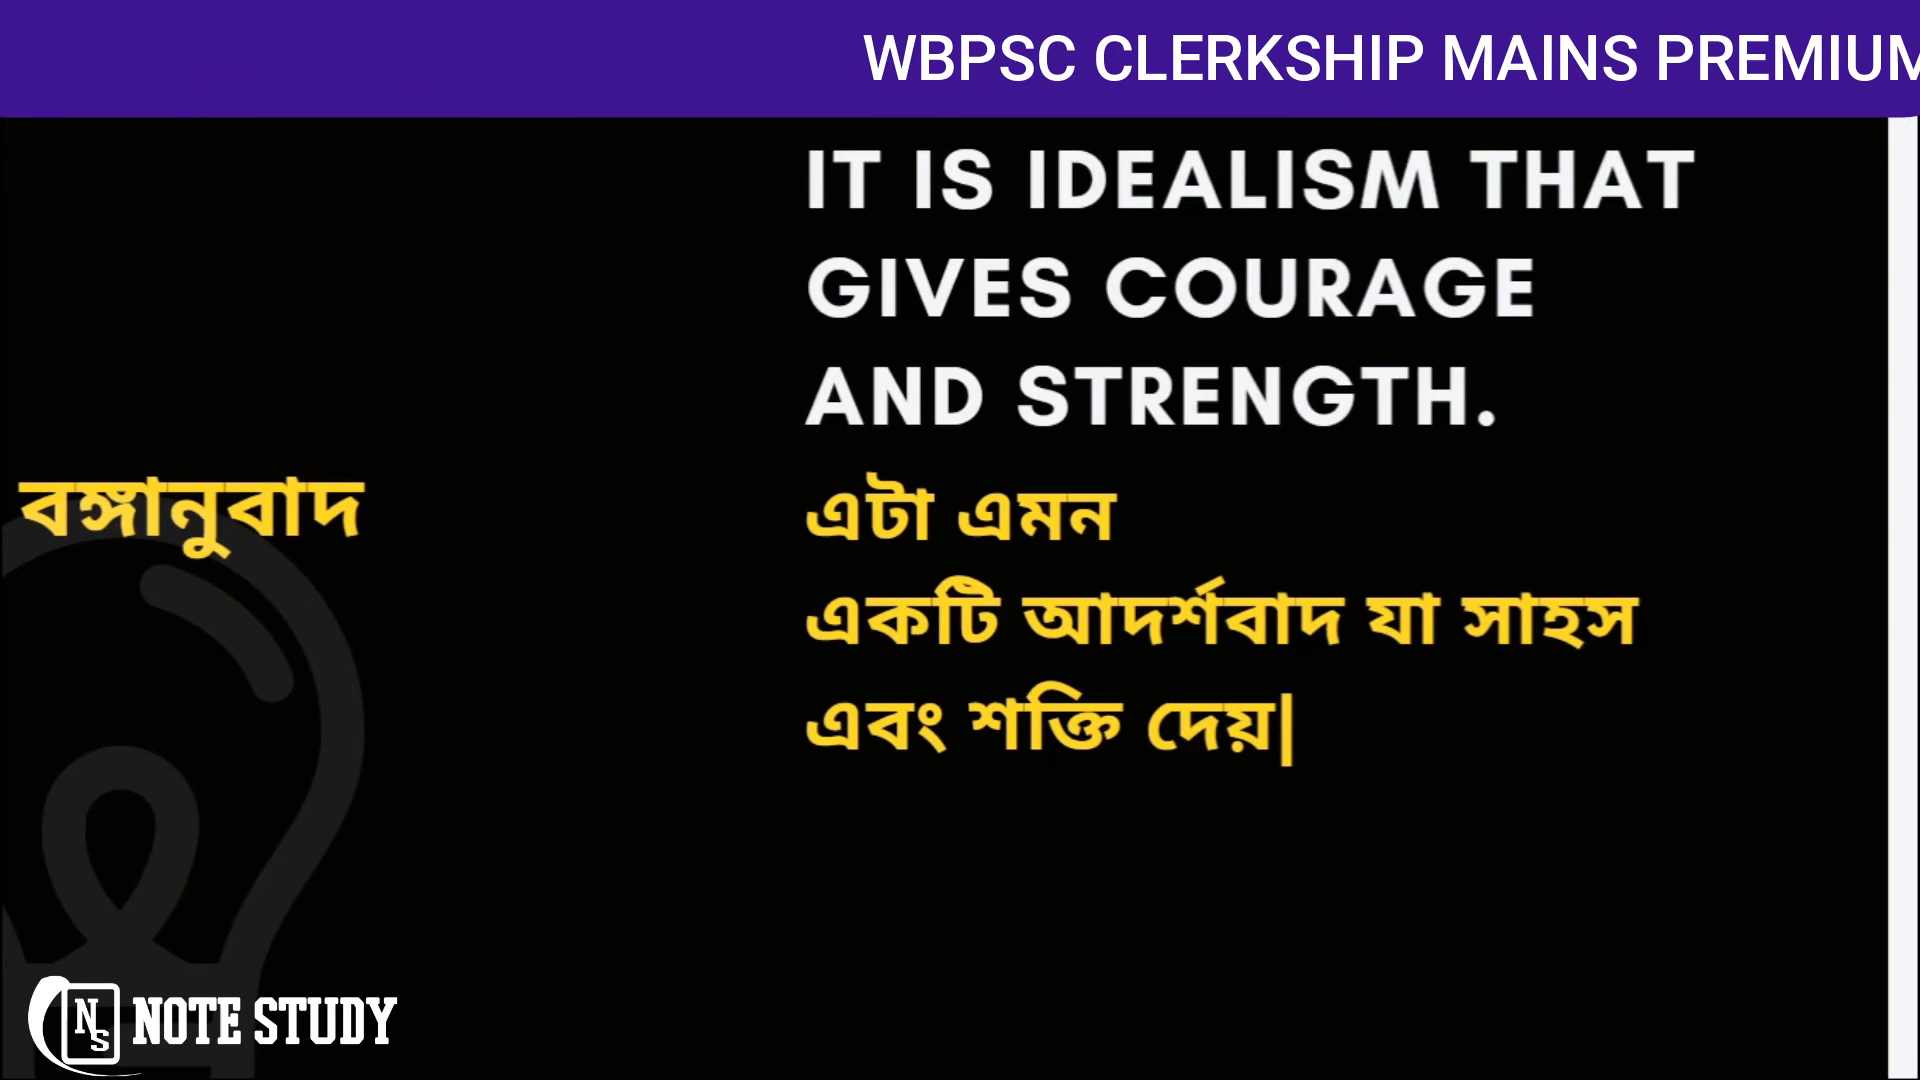 WBPSC CLERKSHIP MAINS PREMIUM
IT IS IDEALISM THAT
GIVES COURAGE
AND STRENGTH.
বঙ্গানুবাদ
এটা এমন
একটি আদর্শবাদ যা সাহস
এবং শক্তি দেয়|
NS NOTE STUDY